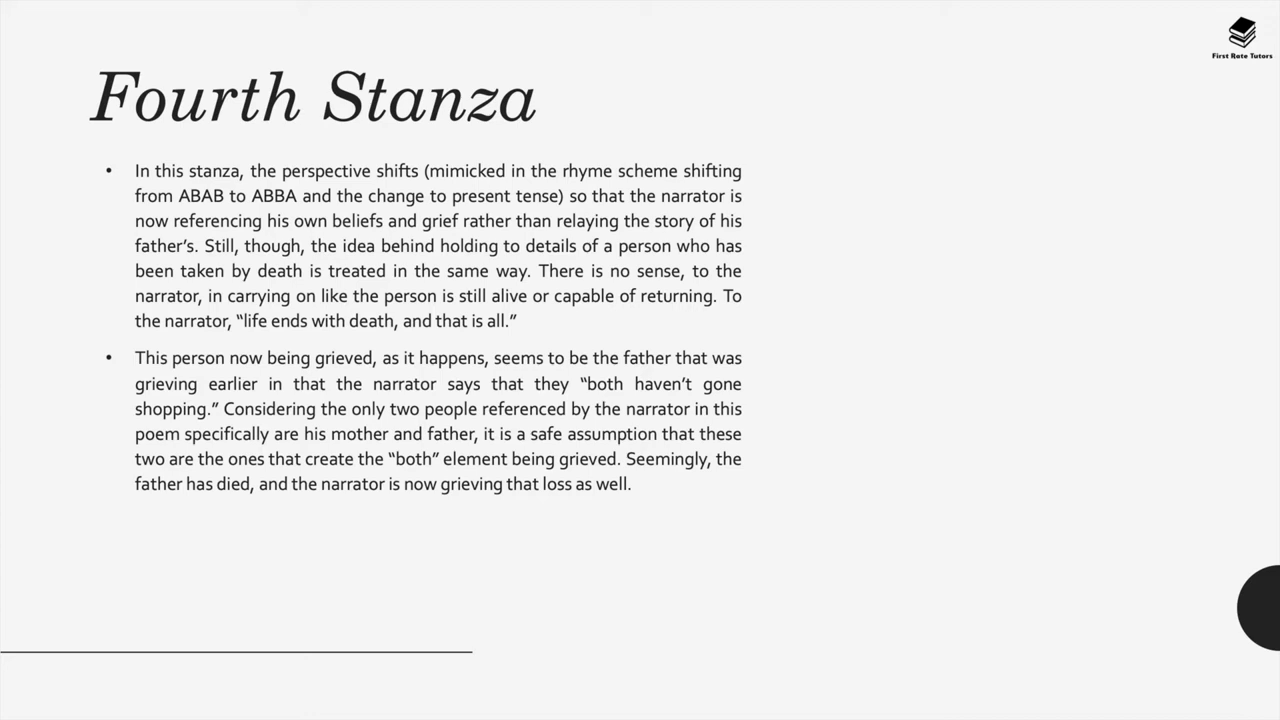 First Rate Tutors
Fourth Stanza
• In this stanza, the perspective shifts (mimicked in the rhyme scheme shifting
from ABAB to ABBA and the change to present tense) so that the narrator is
now referencing his own beliefs and grief rather than relaying the story of his
father's. Still, though, the idea behind holding to details of a person who has
been taken by death is treated in the same way. There is no sense, to the
narrator, in carrying on like the person is still alive or capable of returning. To
the narrator, “life ends with death, and that is all.”
• This person now being grieved, as it happens, seems to be the father that was
grieving earlier in that the narrator says that they “both haven't gone
shopping.” Considering the only two people referenced by the narrator in this
poem specifically are his mother and father, it is a safe assumption that these
two are the ones that create the “both” element being grieved. Seemingly, the
father has died, and the narrator is now grieving that loss as well.